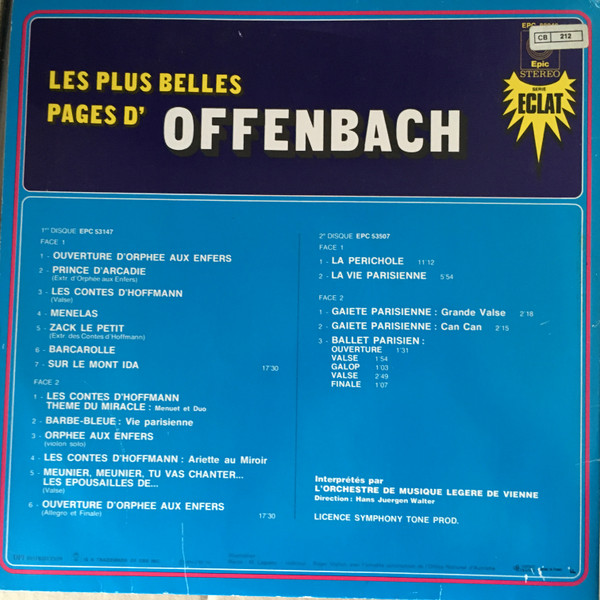 CB 212
Epic
STEREO
SERIE
ECLAT
LES PLUS BELLES
PAGES D' OFFENBACH
1er DISQUE EPC 53147
FACE 1
1 - OUVERTURE D'ORPHEE AUX ENFERS
2 - PRINCE D'ARCADIE
(Extr. d'Orphée aux Enfers)
3 - LES CONTES D'HOFFMANN
(Valse)
4 - MENELAS
5 - ZACK LE PETIT
(Extr. des Contes d'Hoffmann)
6 - BARCAROLLE
7 - SUR LE MONT IDA 17'30
FACE 2
1 - LES CONTES D'HOFFMANN
THEME DU MIRACLE : Menuet et Duo
2 - BARBE-BLEUE : Vie parisienne
3 - ORPHEE AUX ENFERS
(violon solo)
4 - LES CONTES D'HOFFMANN : Ariette au Miroir
5 - MEUNIER, MEUNIER, TU VAS CHANTER...
LES EPOUSAILLES DE...
(Valse)
6 - OUVERTURE D'ORPHEE AUX ENFERS 17'30
(Allegro et Finale)
2e DISQUE EPC 53507
FACE 1
1 - LA PERICHOLE 11'12
2 - LA VIE PARISIENNE 5'54
FACE 2
1 - GAIETE PARISIENNE : Grande Valse 2'18
2 - GAIETE PARISIENNE : Can Can 2'15
3 - BALLET PARISIEN :
OUVERTURE 1'31
VALSE 1'54
GALOP 1'03
VALSE 2'49
FINALE 1'07
Interprétés par
L'ORCHESTRE DE MUSIQUE LEGERE DE VIENNE
Direction : Hans Juergen Walter
LICENCE SYMPHONY TONE PROD.